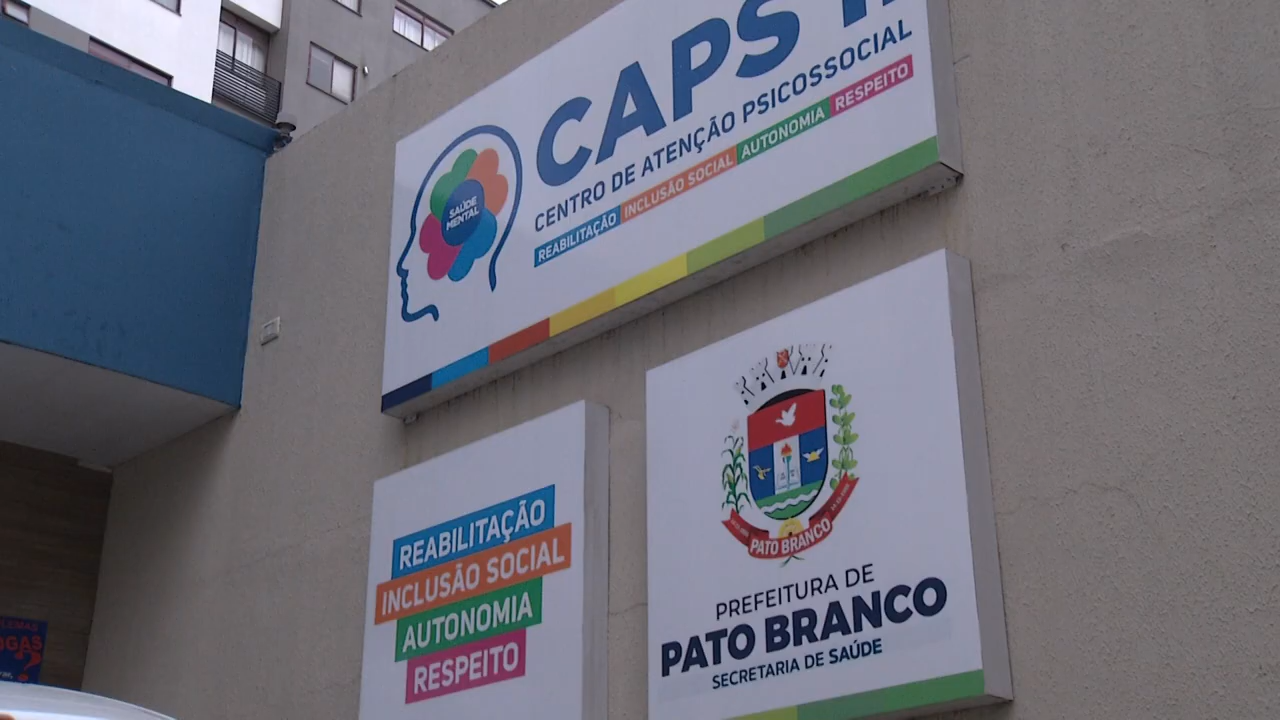 CAPS II
CENTRO DE ATENÇÃO PSICOSSOCIAL
REABILITAÇÃO INCLUSÃO SOCIAL AUTONOMIA RESPEITO
SAÚDE
MENTAL
REABILITAÇÃO
INCLUSÃO SOCIAL
AUTONOMIA
RESPEITO
PATO BRANCO
PREFEITURA DE
PATO BRANCO
SECRETARIA DE SAÚDE